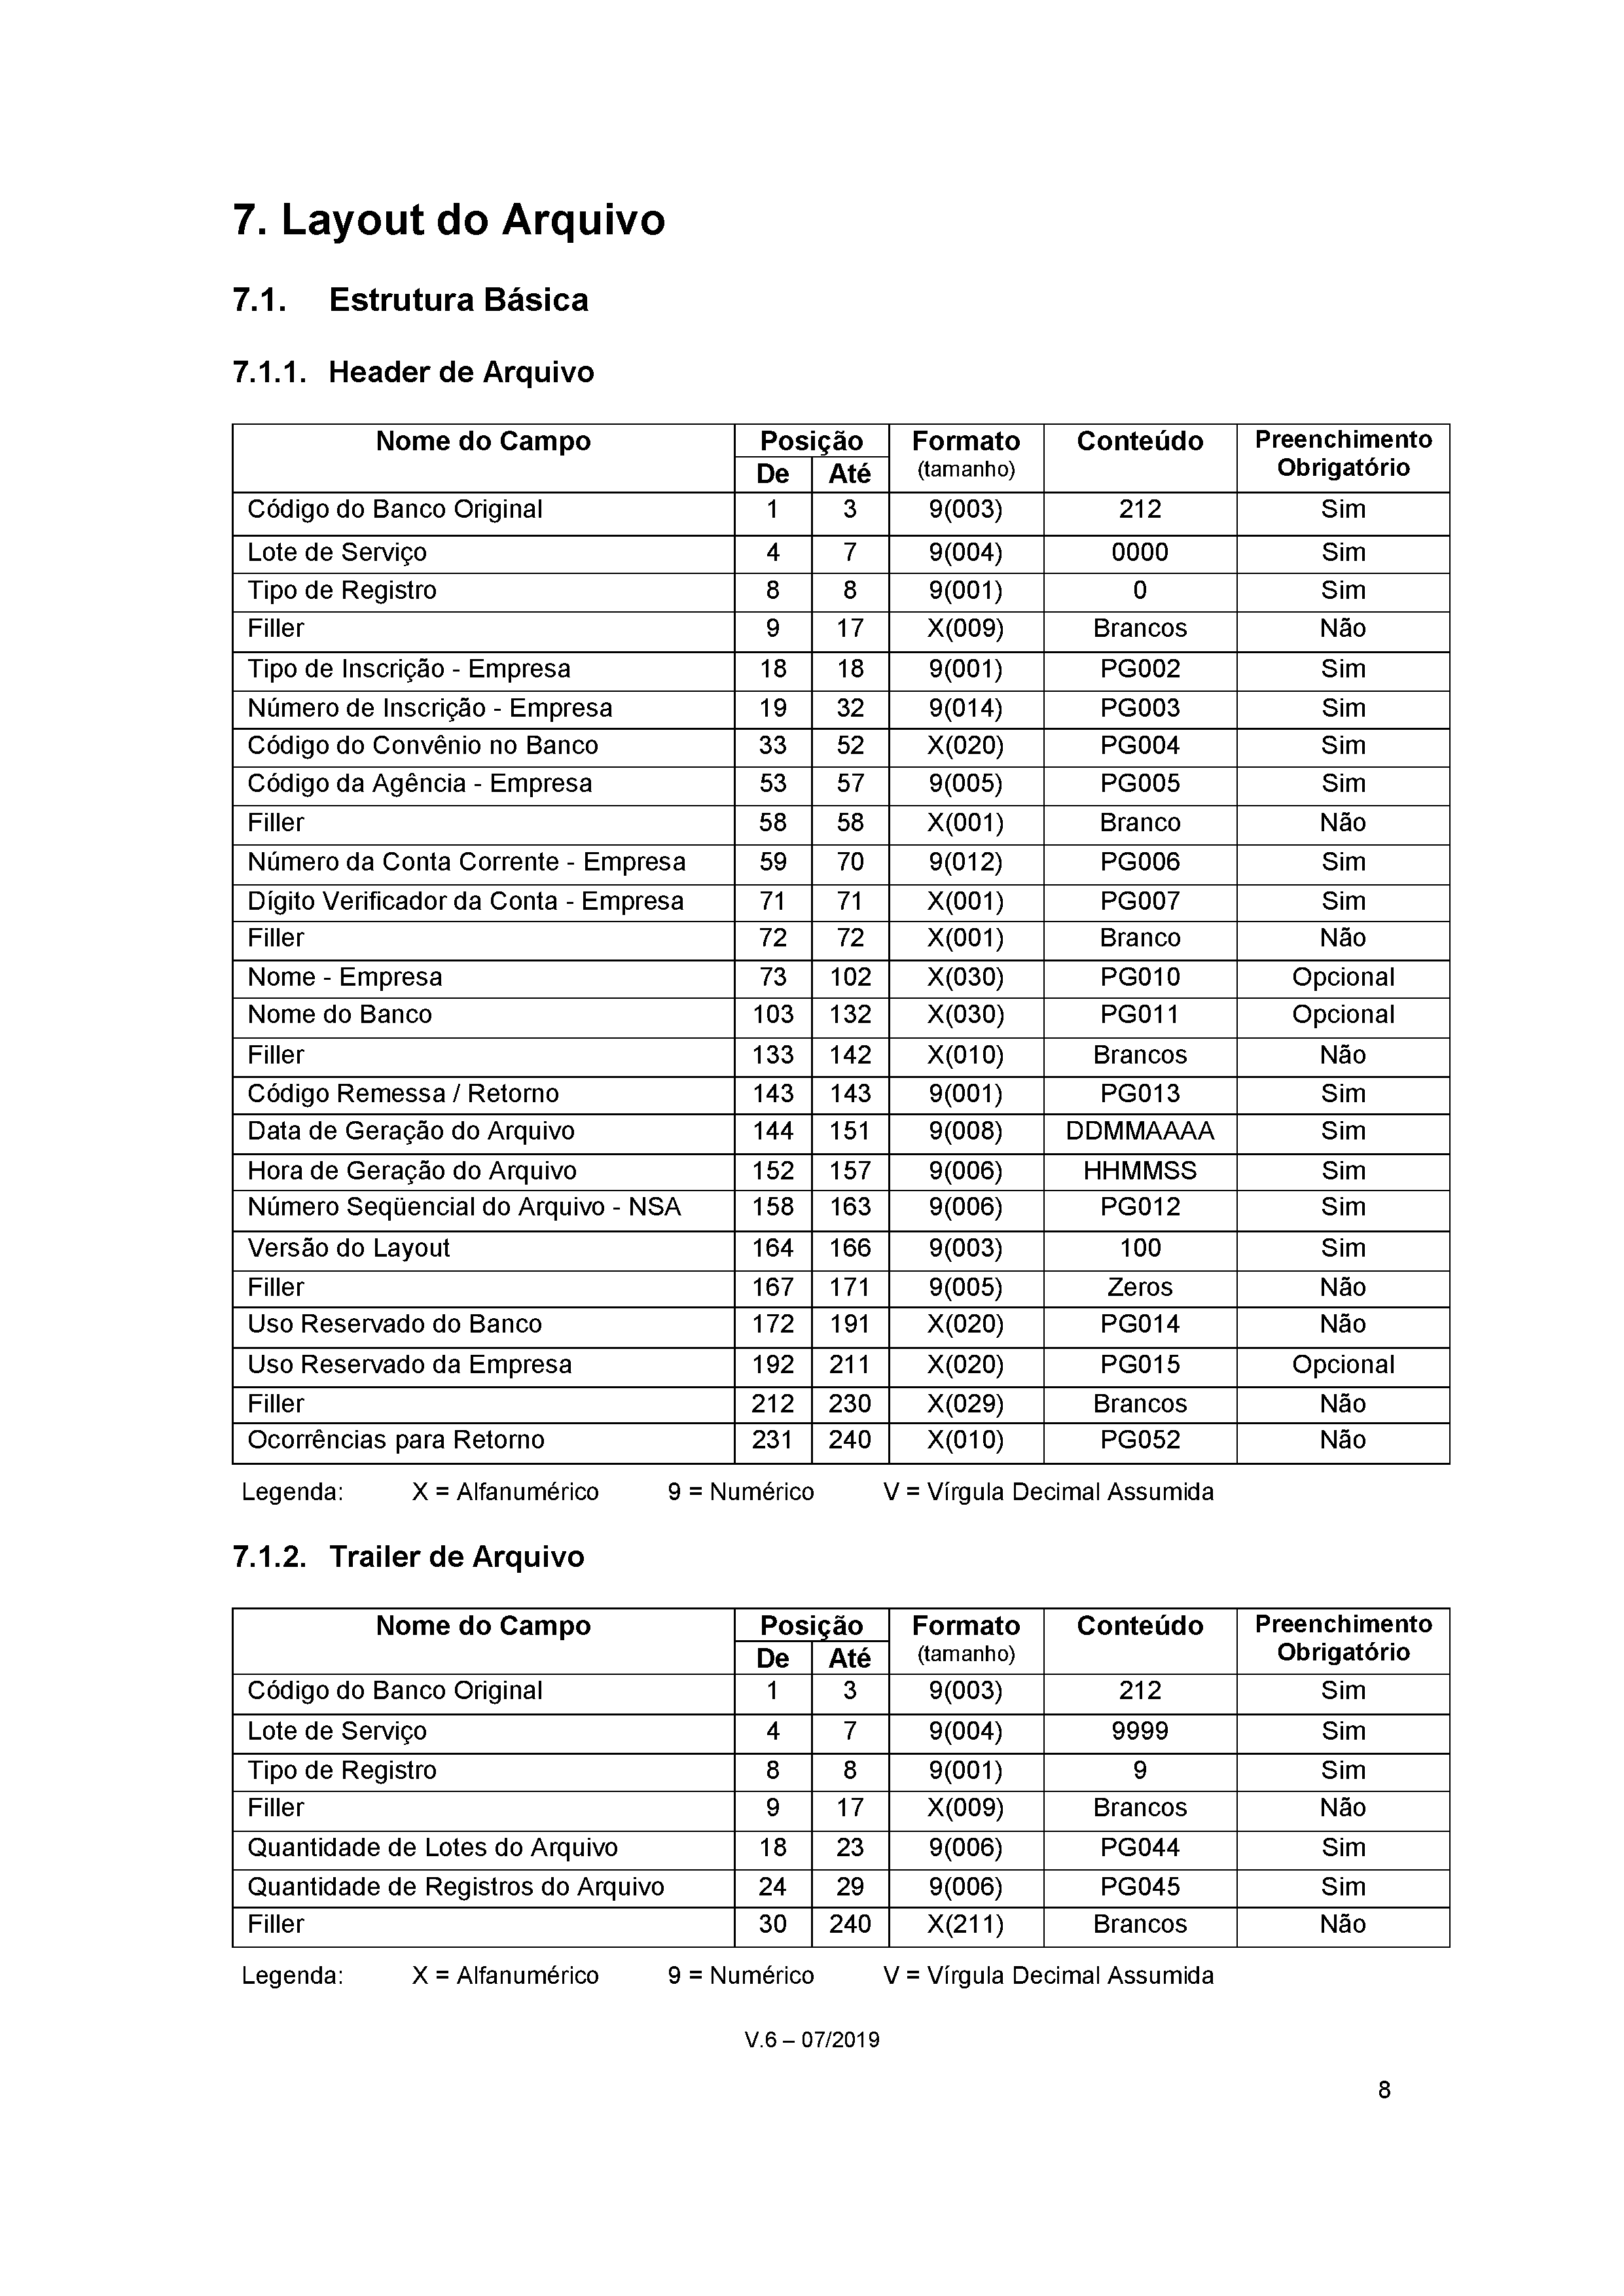 7. Layout do Arquivo
7.1. Estrutura Básica
7.1.1. Header de Arquivo
Nome do Campo Posição Formato Conteúdo Preenchimento
De Até (tamanho) Obrigatório
Código do Banco Original 1 3 9(003) 212 Sim
Lote de Serviço 4 7 9(004) 0000 Sim
Tipo de Registro 8 8 9(001) 0 Sim
Filler 9 17 X(009) Brancos Não
Tipo de Inscrição - Empresa 18 18 9(001) PG002 Sim
Número de Inscrição - Empresa 19 32 9(014) PG003 Sim
Código do Convênio no Banco 33 52 X(020) PG004 Sim
Código da Agência - Empresa 53 57 9(005) PG005 Sim
Filler 58 58 X(001) Branco Não
Número da Conta Corrente - Empresa 59 70 9(012) PG006 Sim
Dígito Verificador da Conta - Empresa 71 71 X(001) PG007 Sim
Filler 72 72 X(001) Branco Não
Nome - Empresa 73 102 X(030) PG010 Opcional
Nome do Banco 103 132 X(030) PG011 Opcional
Filler 133 142 X(010) Brancos Não
Código Remessa / Retorno 143 143 9(001) PG013 Sim
Data de Geração do Arquivo 144 151 9(008) DDMMAAAA Sim
Hora de Geração do Arquivo 152 157 9(006) HHMMSS Sim
Número Seqüencial do Arquivo - NSA 158 163 9(006) PG012 Sim
Versão do Layout 164 166 9(003) 100 Sim
Filler 167 171 9(005) Zeros Não
Uso Reservado do Banco 172 191 X(020) PG014 Não
Uso Reservado da Empresa 192 211 X(020) PG015 Opcional
Filler 212 230 X(029) Brancos Não
Ocorrências para Retorno 231 240 X(010) PG052 Não
Legenda: X = Alfanumérico 9 = Numérico V = Vírgula Decimal Assumida
7.1.2. Trailer de Arquivo
Nome do Campo Posição Formato Conteúdo Preenchimento
De Até (tamanho) Obrigatório
Código do Banco Original 1 3 9(003) 212 Sim
Lote de Serviço 4 7 9(004) 9999 Sim
Tipo de Registro 8 8 9(001) 9 Sim
Filler 9 17 X(009) Brancos Não
Quantidade de Lotes do Arquivo 18 23 9(006) PG044 Sim
Quantidade de Registros do Arquivo 24 29 9(006) PG045 Sim
Filler 30 240 X(211) Brancos Não
Legenda: X = Alfanumérico 9 = Numérico V = Vírgula Decimal Assumida
V.6 – 07/2019
8